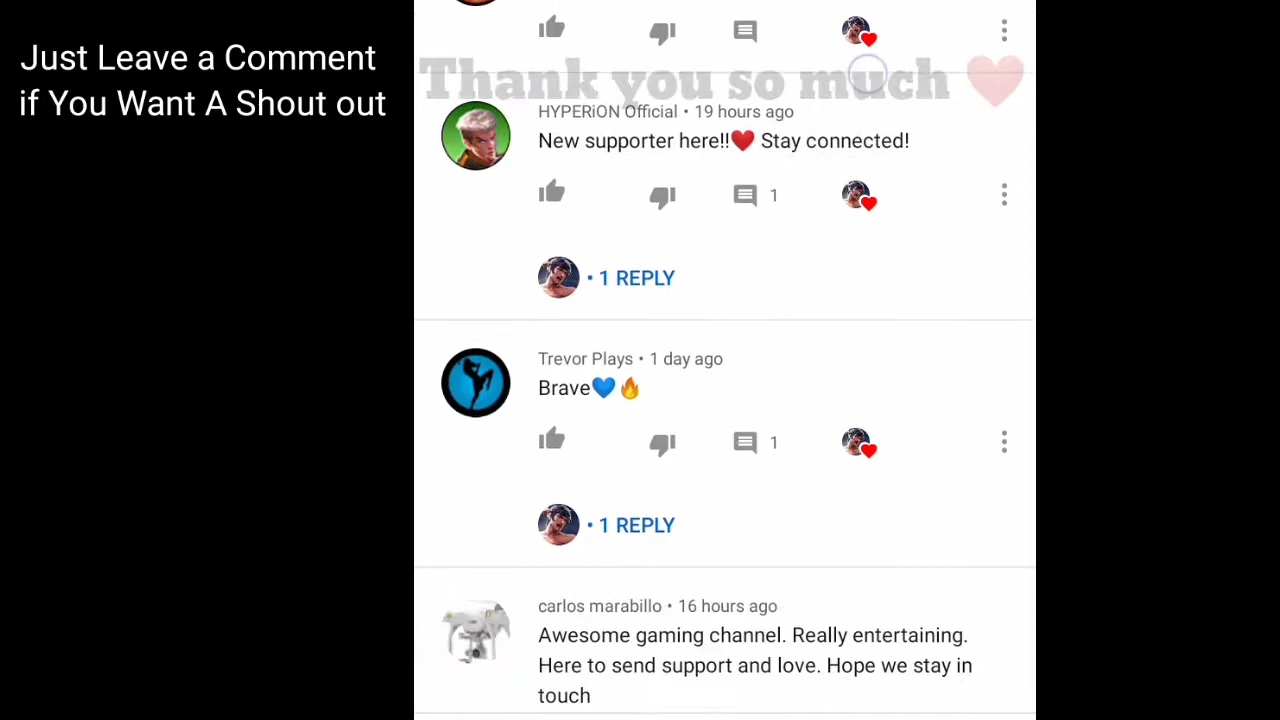 Just Leave a Comment
if You Want A Shout out
Thank you so much ❤️
HYPERiON Official • 19 hours ago
New supporter here!!❤️ Stay connected!
1
• 1 REPLY
Trevor Plays • 1 day ago
Brave💙🔥
1
• 1 REPLY
carlos marabillo • 16 hours ago
Awesome gaming channel. Really entertaining.
Here to send support and love. Hope we stay in
touch